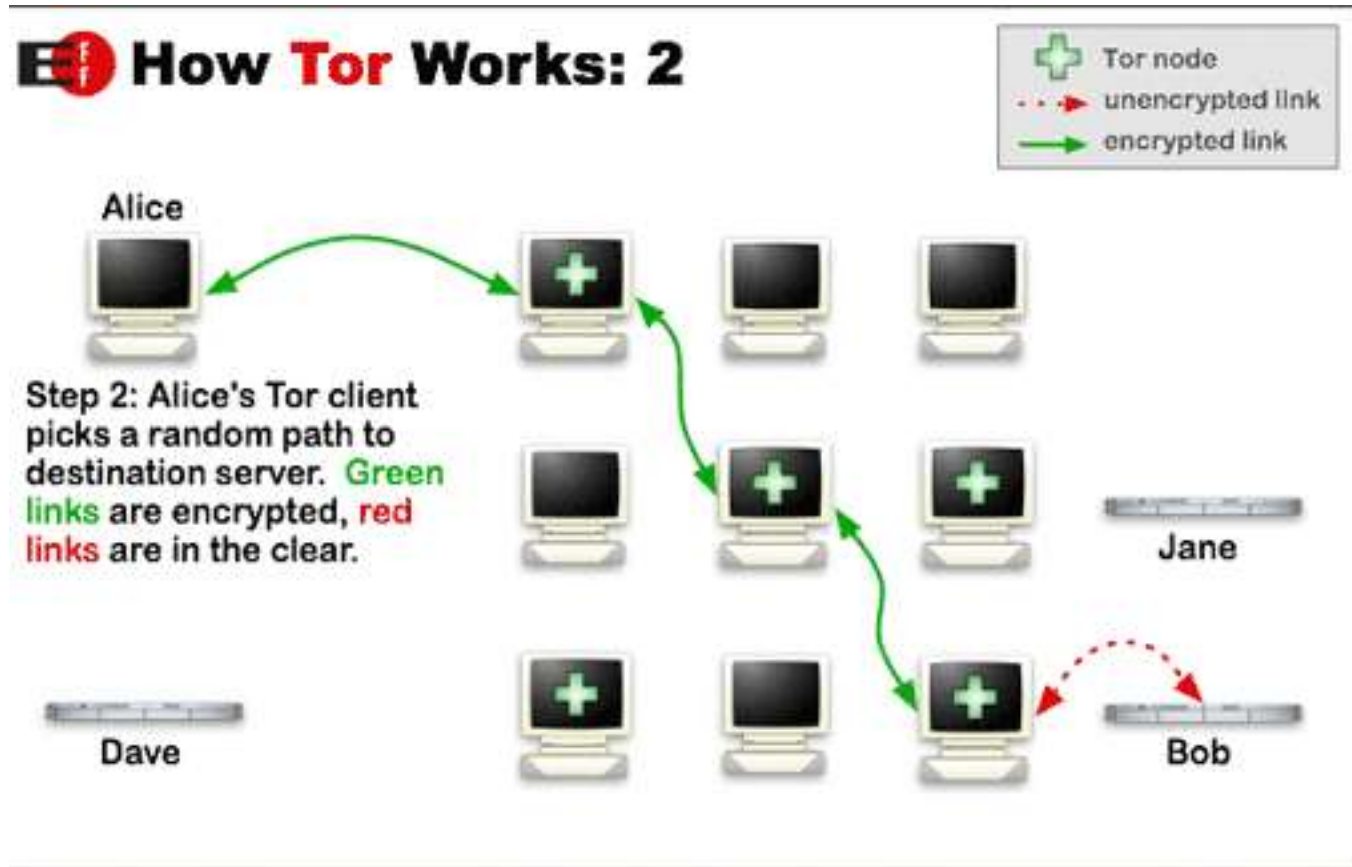 EFF How Tor Works: 2
Tor node
unencrypted link
encrypted link
Alice
Step 2: Alice's Tor client
picks a random path to
destination server. Green
links are encrypted, red
links are in the clear.
Jane
Dave
Bob